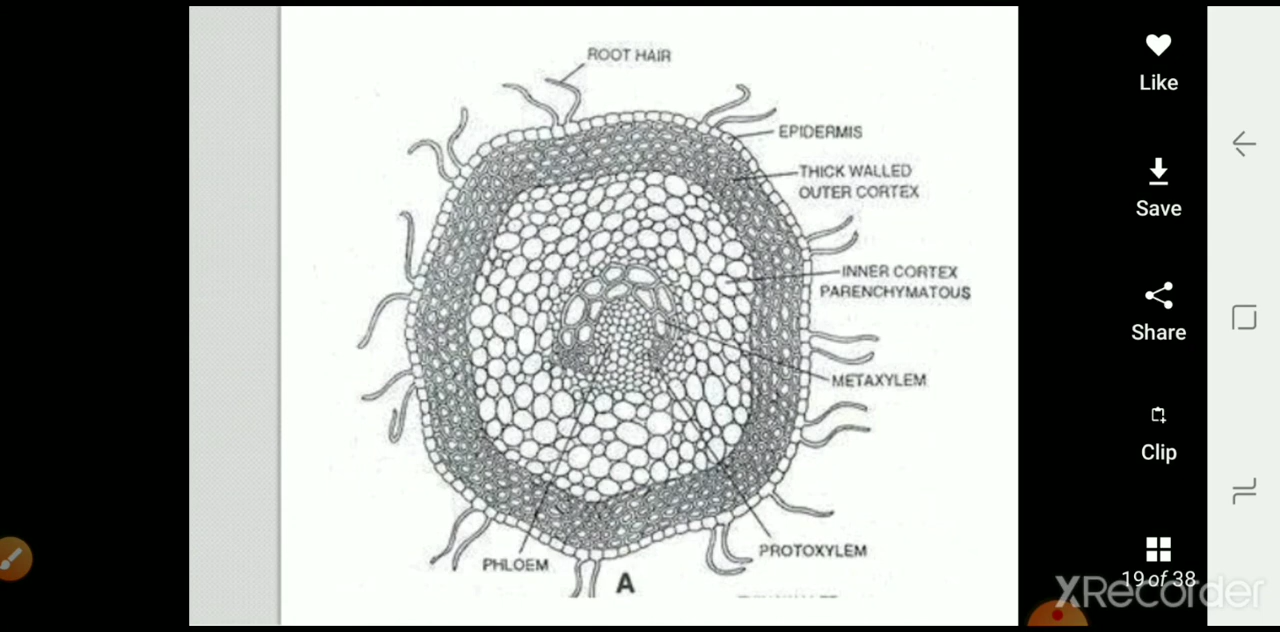 ROOT HAIR
EPIDERMIS
THICK WALLED
OUTER CORTEX
INNER CORTEX
PARENCHYMATOUS
METAXYLEM
PROTOXYLEM
PHLOEM
A
Like
Save
Share
Clip
19 of 38
XRecorder